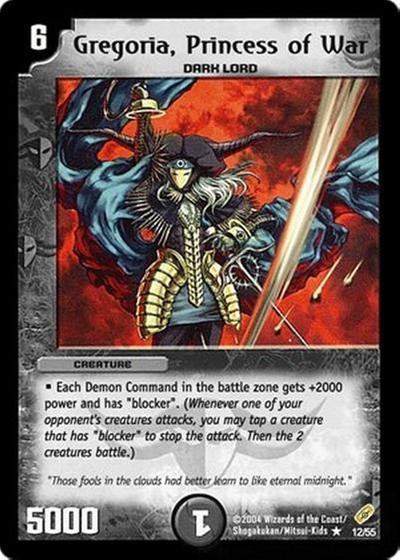 6 Gregoria, Princess of War
DARK LORD
CREATURE
▪ Each Demon Command in the battle zone gets +2000
power and has "blocker". (Whenever one of your
opponent's creatures attacks, you may tap a creature
that has "blocker" to stop the attack. Then the 2
creatures battle.)
"Those fools in the clouds had better learn to like eternal midnight."
5000
1
©2004 Wizards of the Coast/
Shogakukan/Mitsui-Kids ★ 12/55